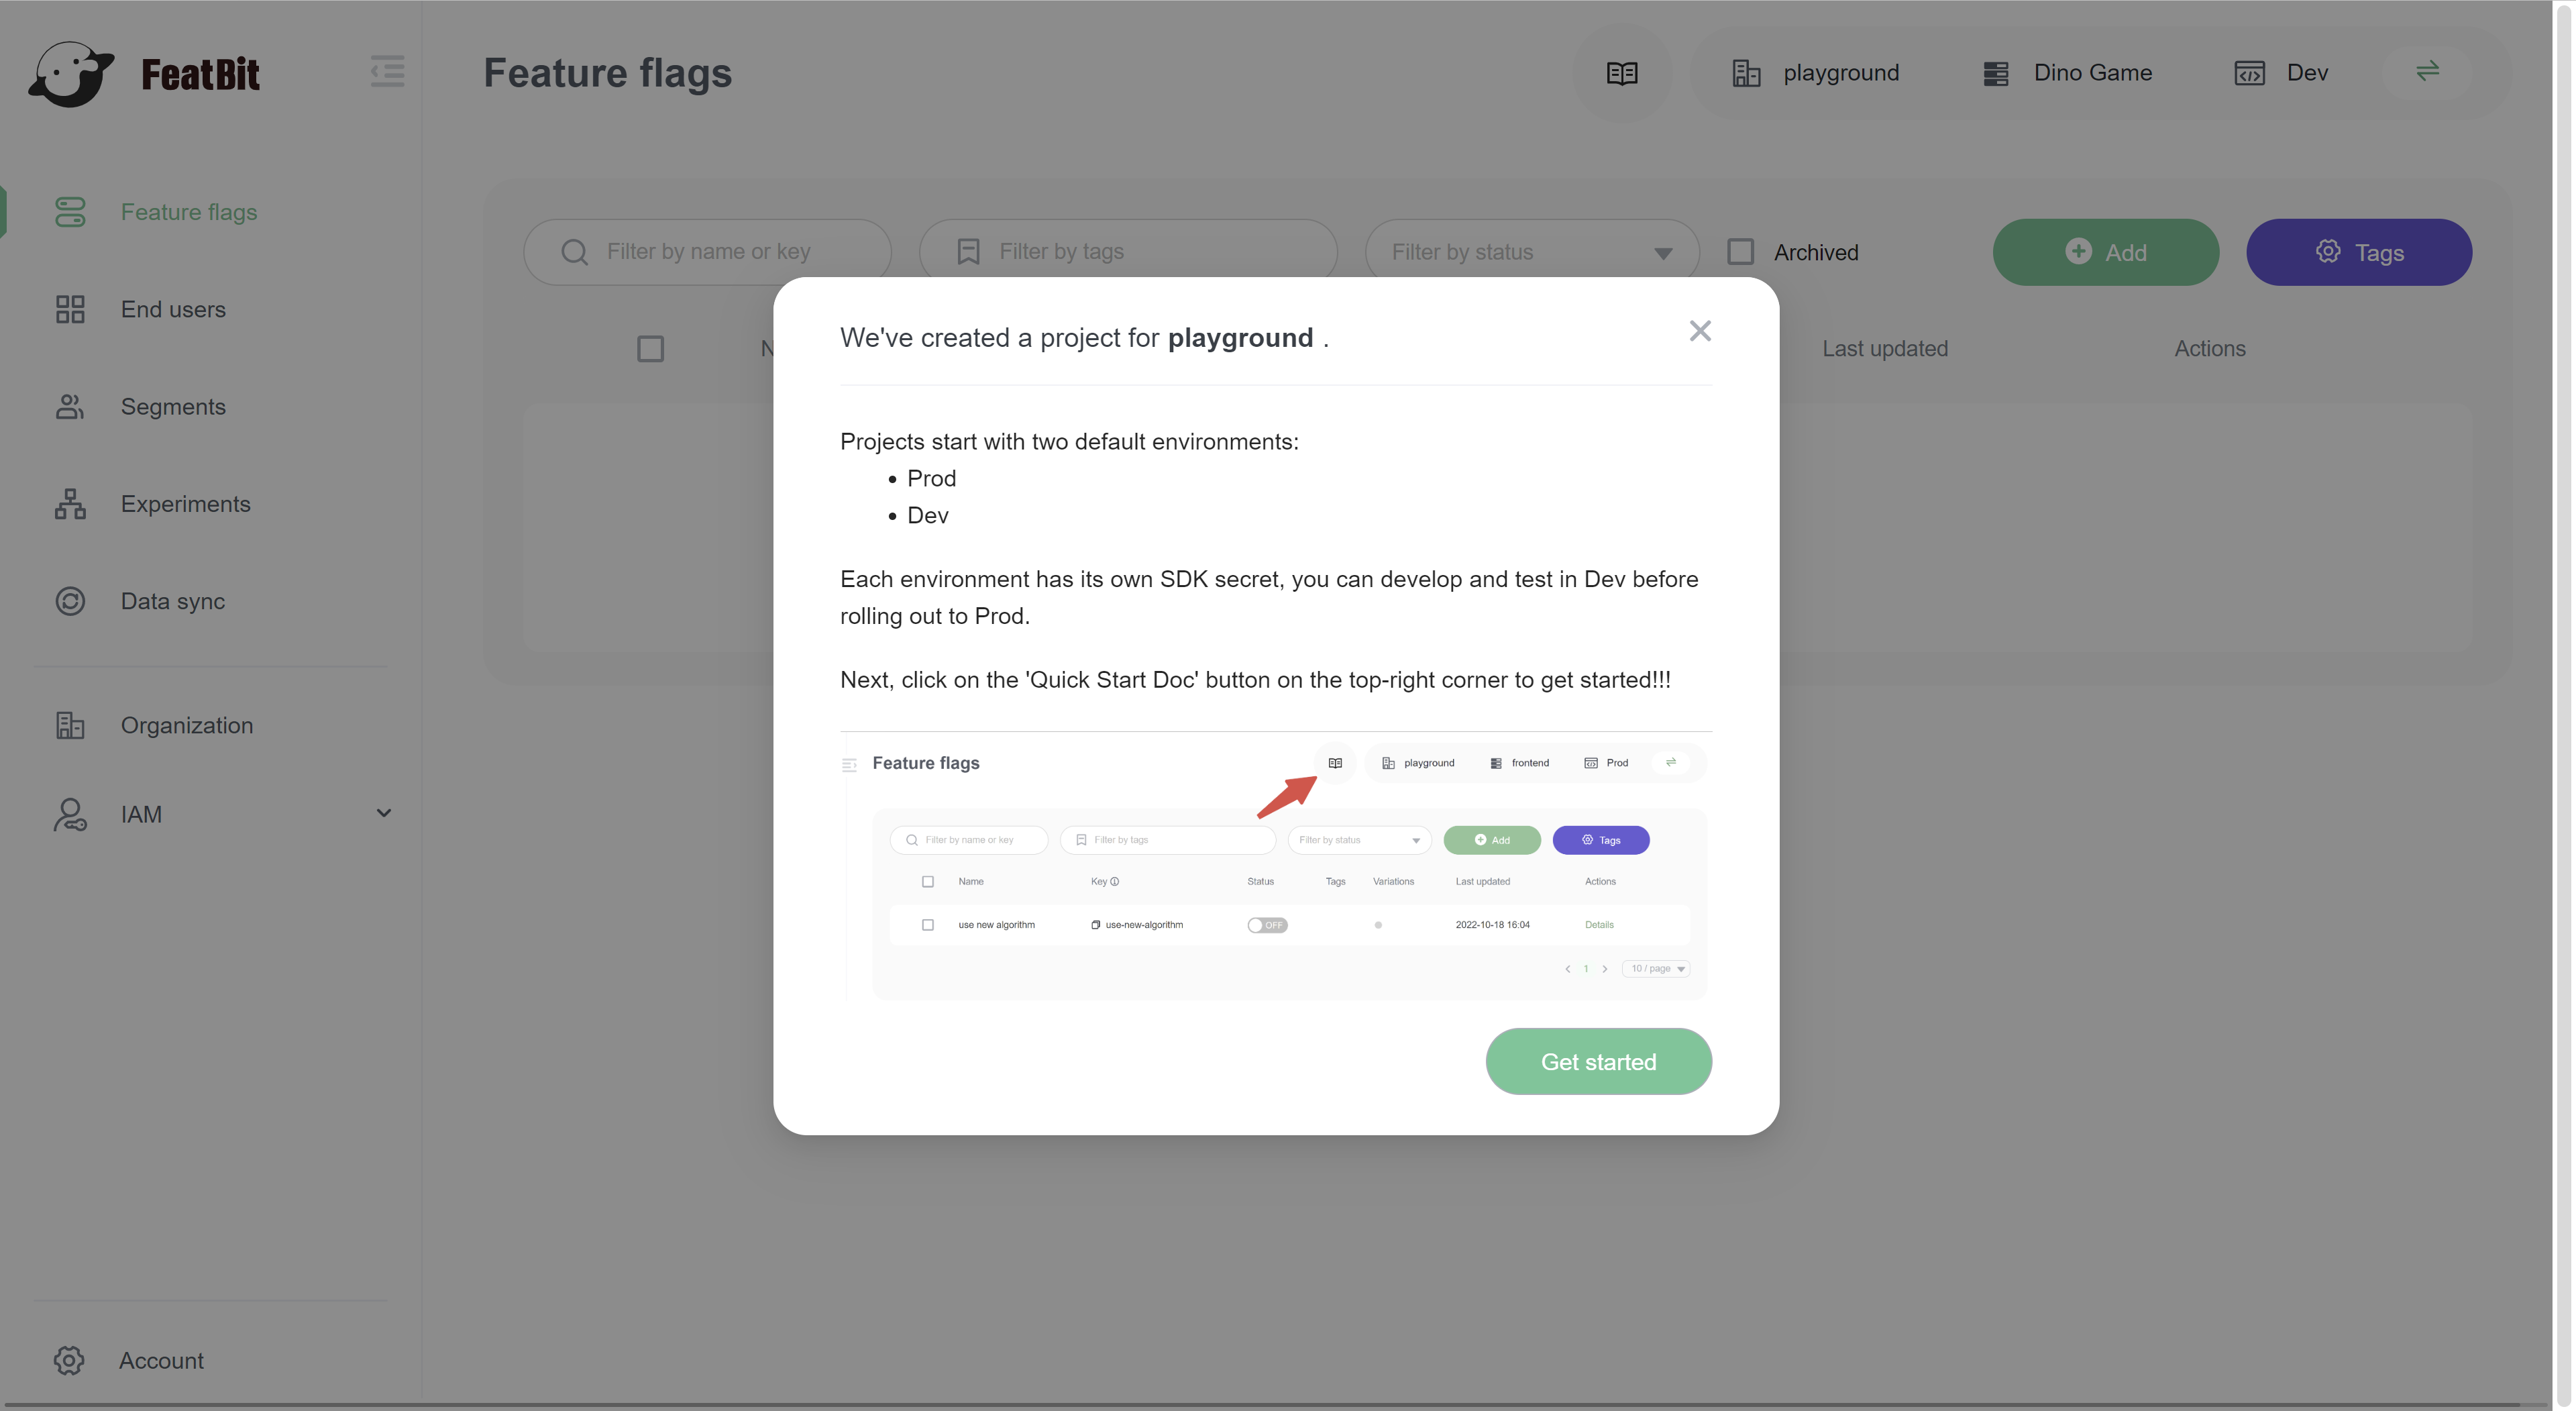 FeatBit
Feature flags
playground
Dino Game
Dev
Feature flags
End users
Segments
Experiments
Data sync
Organization
IAM
Account
Filter by name or key
Filter by tags
Filter by status
Archived
Add
Tags
N
Last updated
Actions
We've created a project for playground .
Projects start with two default environments:
• Prod
• Dev
Each environment has its own SDK secret, you can develop and test in Dev before
rolling out to Prod.
Next, click on the 'Quick Start Doc' button on the top-right corner to get started!!!
Feature flags
playground
frontend
Prod
Filter by name or key
Filter by tags
Filter by status
Add
Tags
Name
Key
Status
Tags
Variations
Last updated
Actions
use new algorithm
use-new-algorithm
OFF
2022-10-18 16:04
Details
1
10 / page
Get started